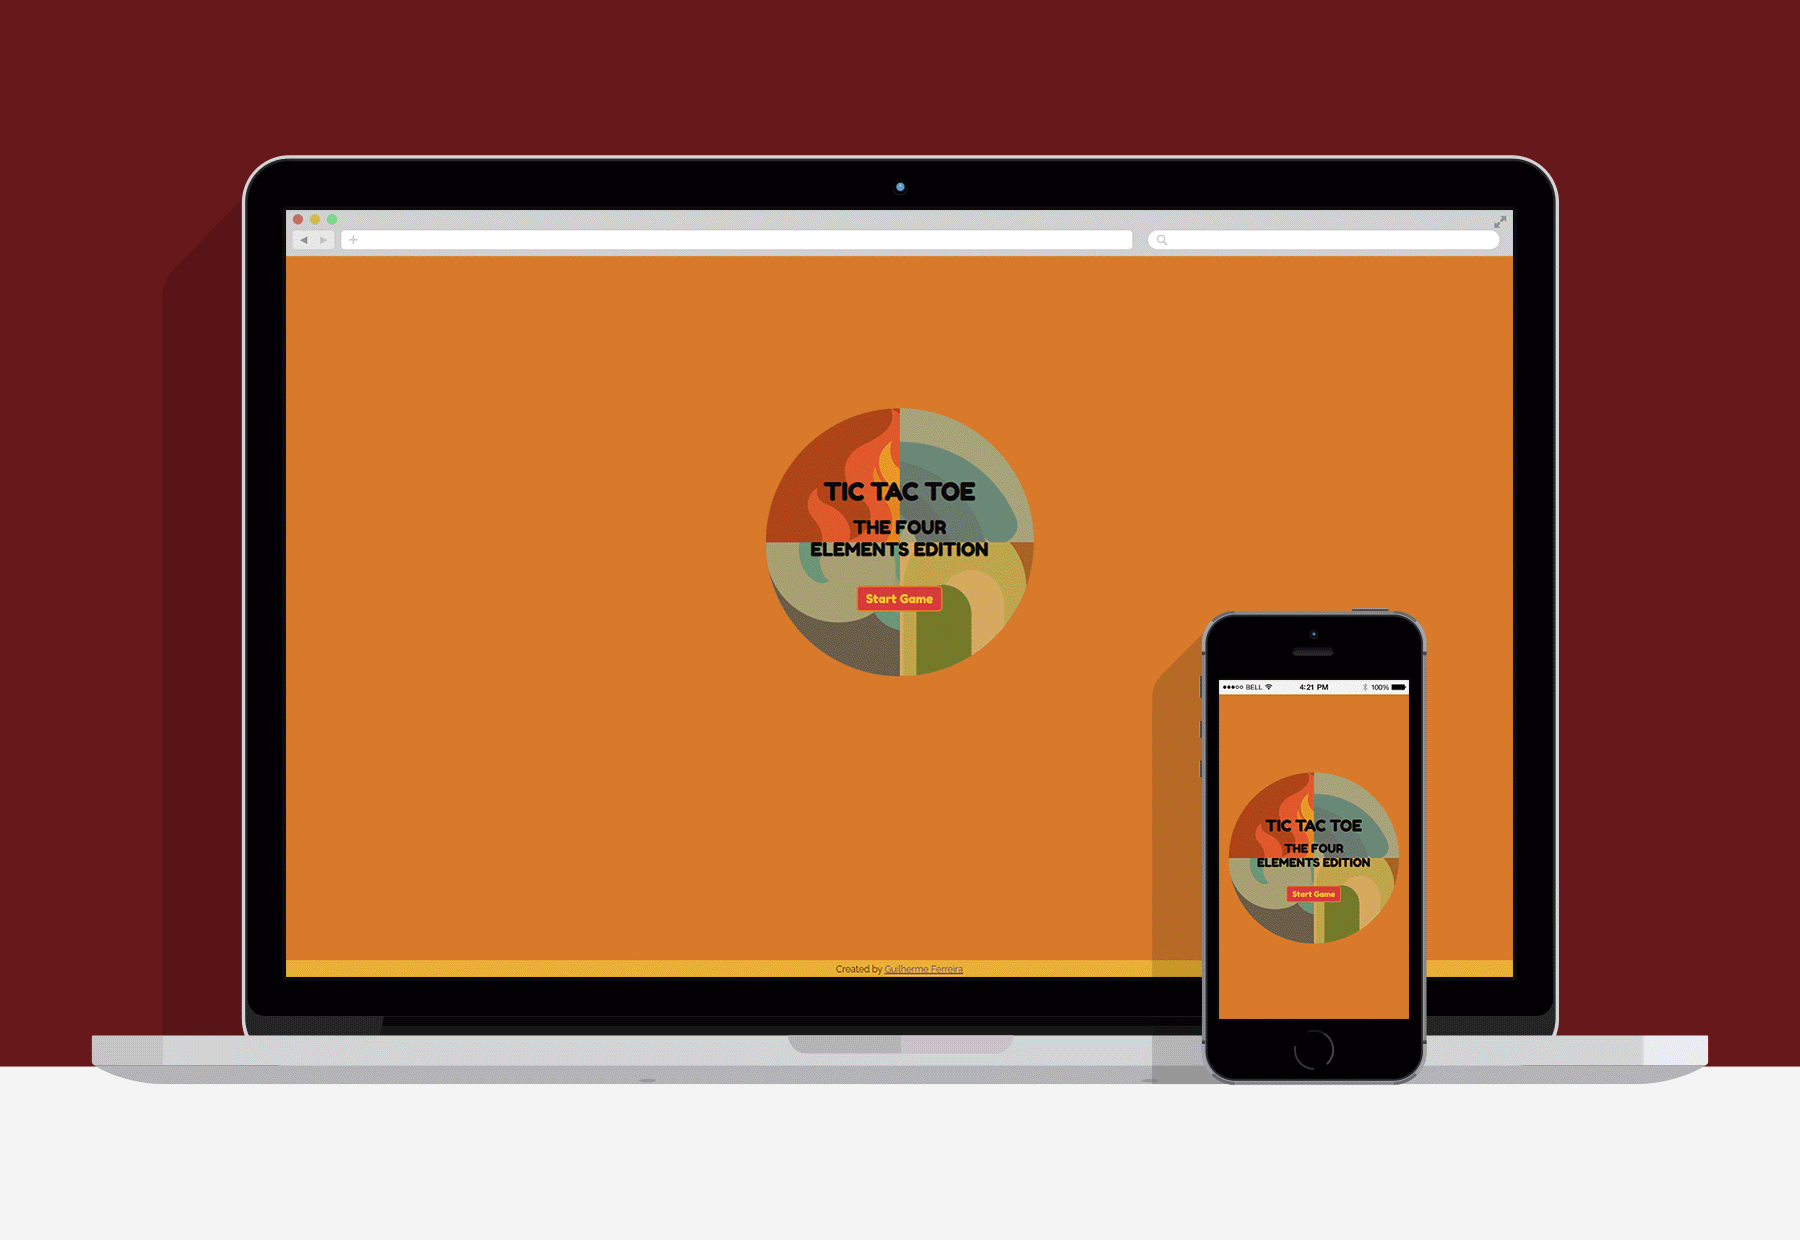 TIC TAC TOE
THE FOUR
ELEMENTS EDITION
Start Game
Created by Guilherme Ferreira
BELL 4:21 PM 100%
TIC TAC TOE
THE FOUR
ELEMENTS EDITION
Start Game